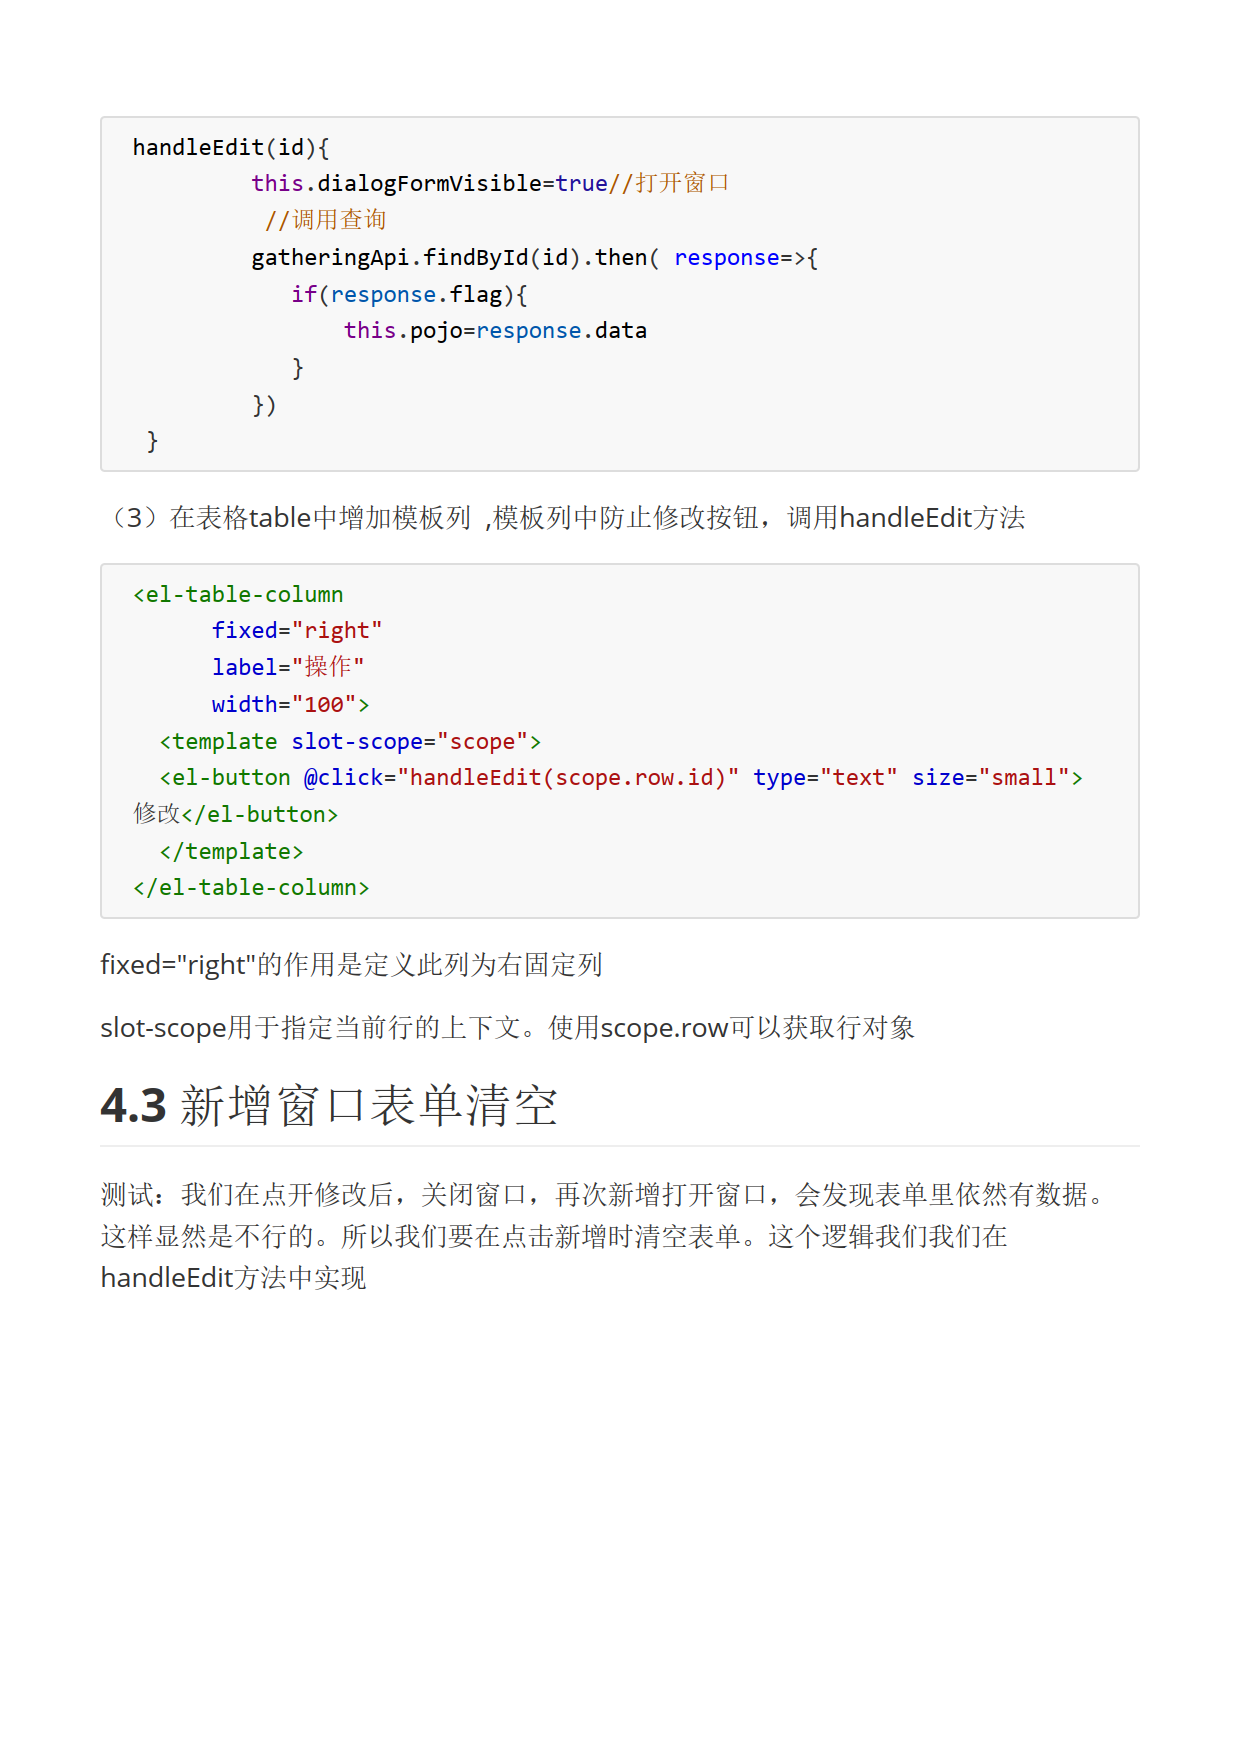 handleEdit(id){
this.dialogFormVisible=true//打开窗口
//调用查询
gatheringApi.findById(id).then( response=>{
if(response.flag){
this.pojo=response.data
}
})
}
（3）在表格table中增加模板列 ,模板列中防止修改按钮，调用handleEdit方法
<el-table-column
fixed="right"
label="操作"
width="100">
<template slot-scope="scope">
<el-button @click="handleEdit(scope.row.id)" type="text" size="small">
修改</el-button>
</template>
</el-table-column>
fixed="right"的作用是定义此列为右固定列
slot-scope用于指定当前行的上下文。使用scope.row可以获取行对象
4.3 新增窗口表单清空
测试：我们在点开修改后，关闭窗口，再次新增打开窗口，会发现表单里依然有数据。
这样显然是不行的。所以我们要在点击新增时清空表单。这个逻辑我们我们在
handleEdit方法中实现